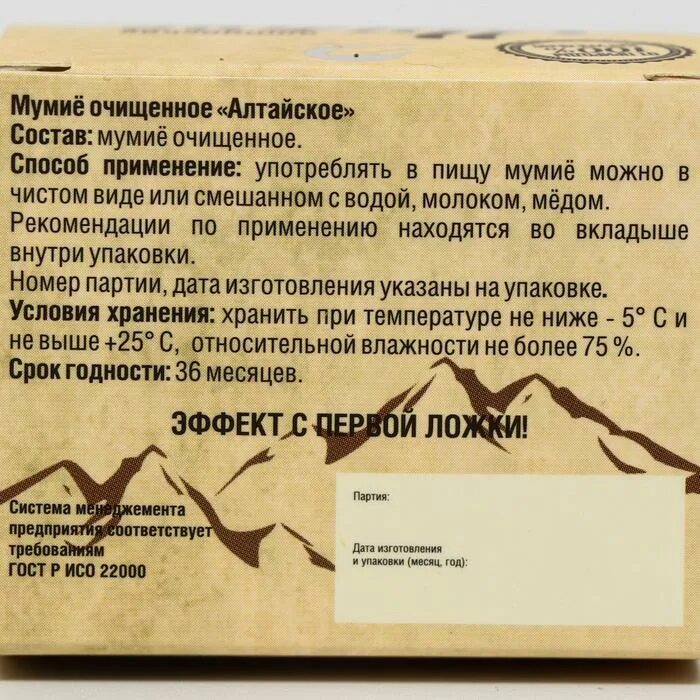 Мумиё очищенное «Алтайское»
Состав: мумиё очищенное.
Способ применение: употреблять в пищу мумиё можно в
чистом виде или смешанном с водой, молоком, мёдом.
Рекомендации по применению находятся во вкладыше
внутри упаковки.
Номер партии, дата изготовления указаны на упаковке.
Условия хранения: хранить при температуре не ниже - 5° С и
не выше +25° С, относительной влажности не более 75 %.
Срок годности: 36 месяцев.
ЭФФЕКТ С ПЕРВОЙ ЛОЖКИ!
Система менеджемента
предприятия соответствует
требованиям
ГОСТ Р ИСО 22000
Партия:
Дата изготовления
и упаковки (месяц, год):